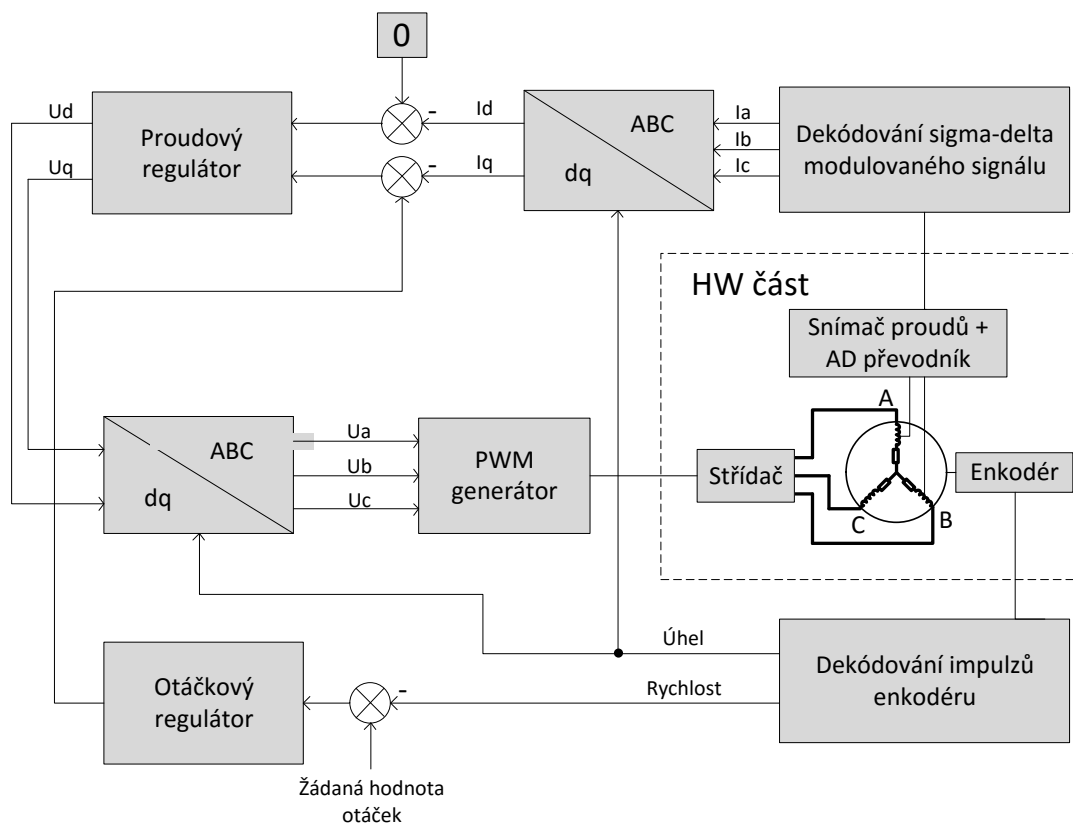 0
Ud
Uq
Proudový
regulátor
-
-
Id
Iq
ABC
dq
Ia
Ib
Ic
Dekódování sigma-delta
modulovaného signálu
HW část
Snímač proudů +
AD převodník
A
C
B
Střídač
Enkodér
ABC
dq
Ua
Ub
Uc
PWM
generátor
Úhel
Rychlost
Dekódování impulzů
enkodéru
Otáčkový
regulátor
-
Žádaná hodnota
otáček